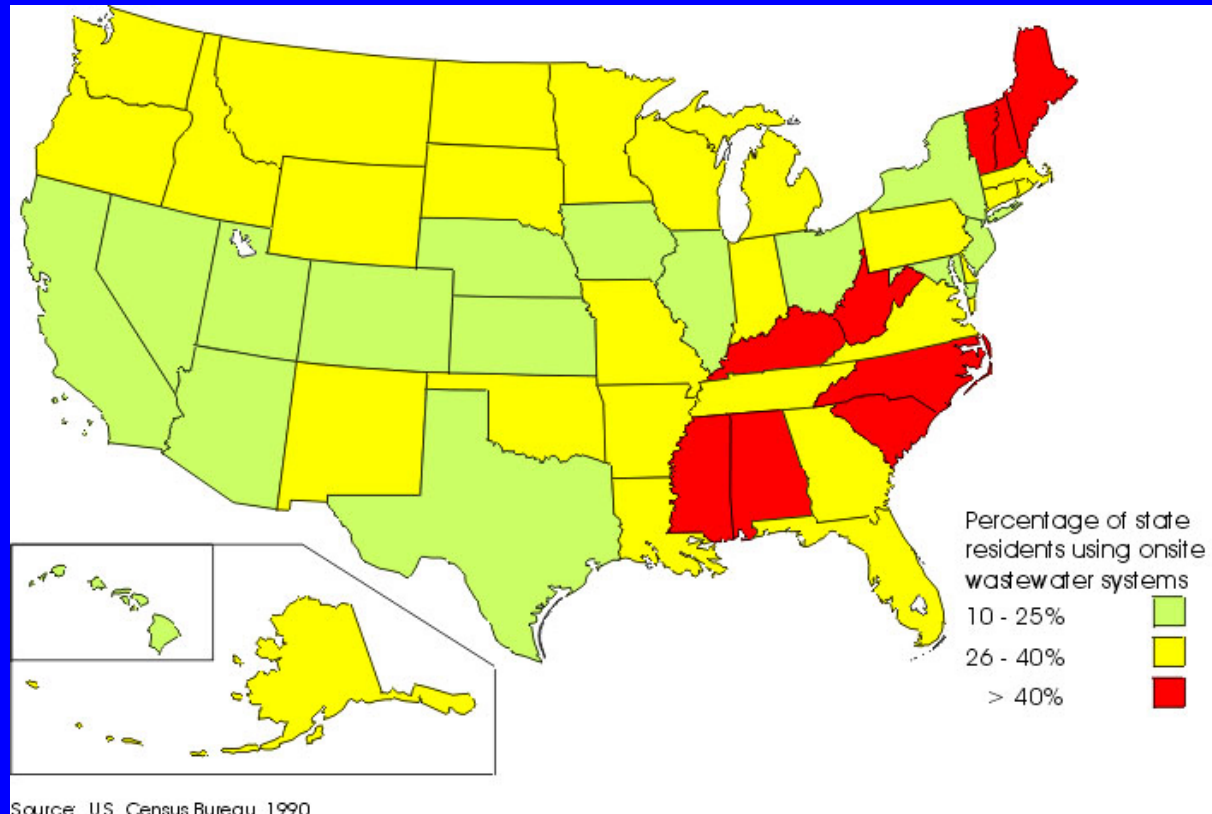 Percentage of state
residents using onsite
wastewater systems
10 - 25%
26 - 40%
> 40%
Source: U.S. Census Bureau, 1990